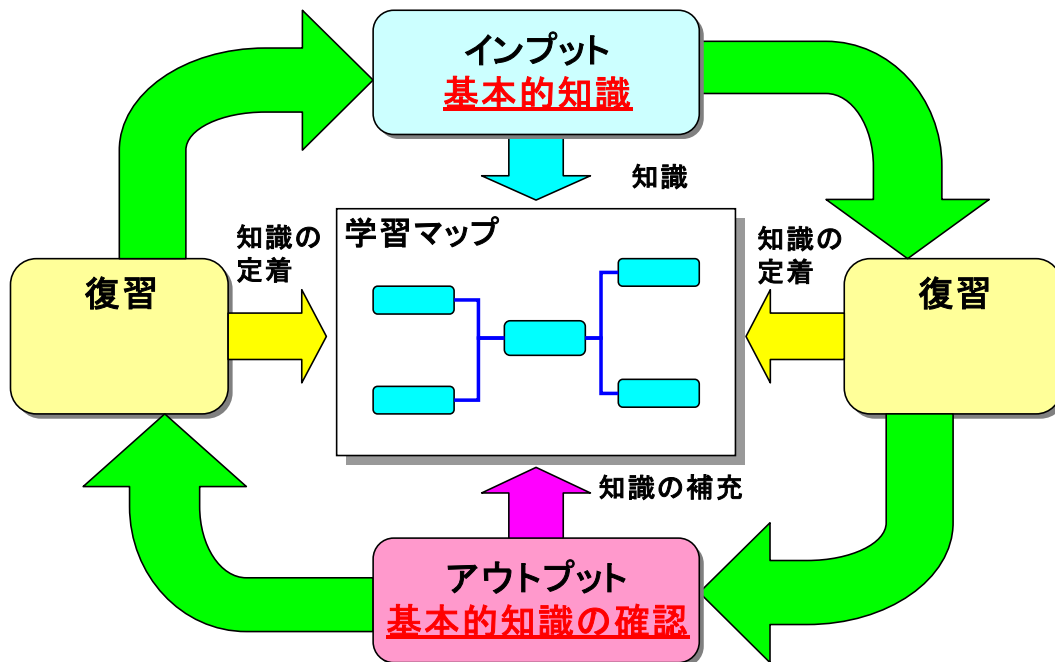 インプット
基本的知識
知識
学習マップ
知識の
定着
知識の
定着
復習
復習
知識の補充
アウトプット
基本的知識の確認